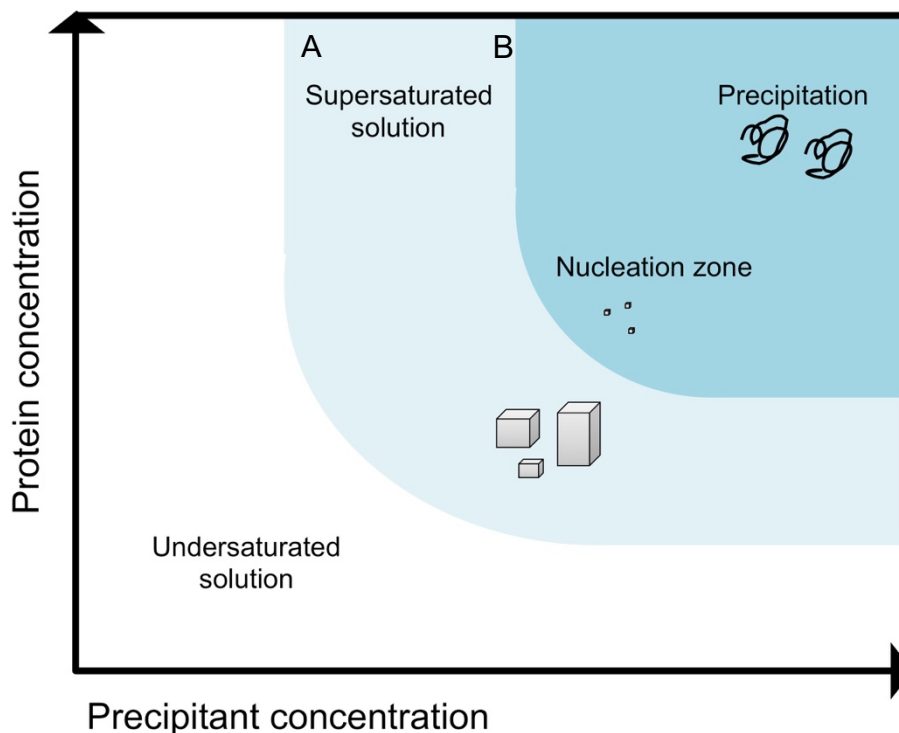 A
B
Supersaturated
solution
Precipitation
Nucleation zone
Protein concentration
Undersaturated
solution
Precipitant concentration